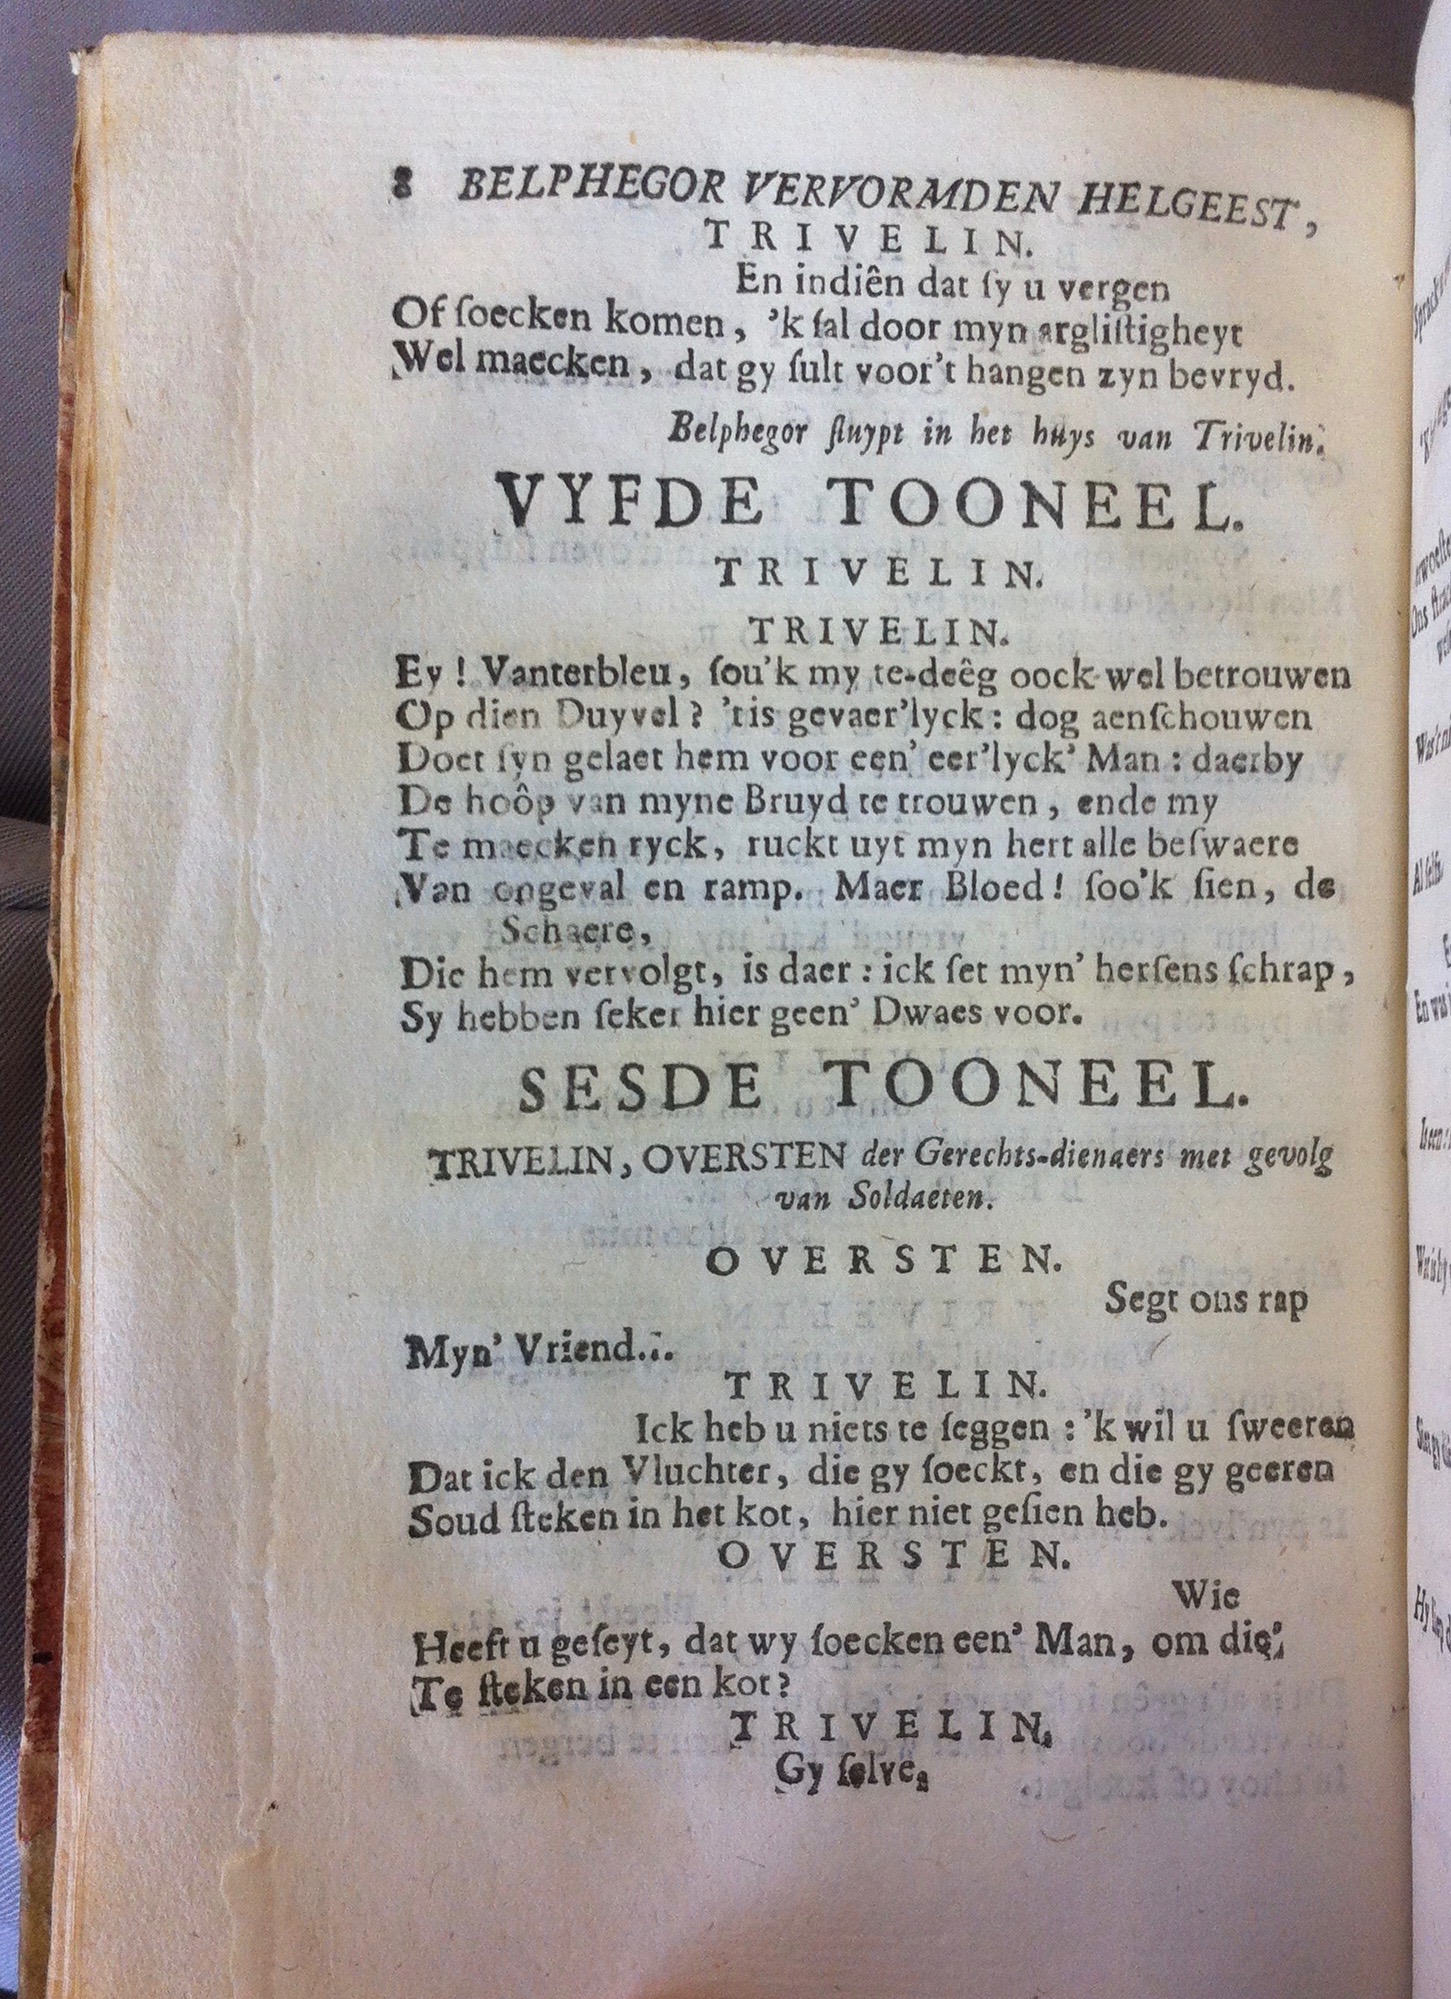 8 BELPHEGOR VERVORMDEN HELGEEST,
TRIVELIN.
En indiên dat ſy u vergen
Of ſoecken komen, 'k ſal door myn argliſtigheyt
Wel maecken, dat gy ſult voor't hangen zyn bevryd.
Belphegor ſluypt in het huys van Trivelin.
VYFDE TOONEEL.
TRIVELIN.
TRIVELIN.
Ey! Vanterbleu, ſou'k my te-deêg oock wel betrouwen
Op dien Duyvel? 'tis gevaer'lyck: dog aenſchouwen
Doet ſyn gelaet hem voor een' eer'lyck' Man: daerby
De hoôp van myne Bruyd te trouwen, ende my
Te maecken ryck, ruckt uyt myn hert alle beſwaere
Van ongeval en ramp. Maer Bloed! ſoo'k ſien, de
Schaere,
Die hem vervolgt, is daer: ick ſet myn' herſens ſchrap,
Sy hebben ſeker hier geen' Dwaes voor.
SESDE TOONEEL.
TRIVELIN, OVERSTEN der Gerechts-dienaers met gevolg
van Soldaeten.
OVERSTEN.
Segt ons rap
Myn' Vriend...
TRIVELIN.
Ick heb u niets te ſeggen: 'k wil u ſweeren
Dat ick den Vluchter, die gy ſoeckt, en die gy geeren
Soud ſteken in het kot, hier niet geſien heb.
OVERSTEN.
Wie
Heeft u geſeyt, dat wy ſoecken een' Man, om die
Te ſteken in een kot?
TRIVELIN.
Gy ſelve,